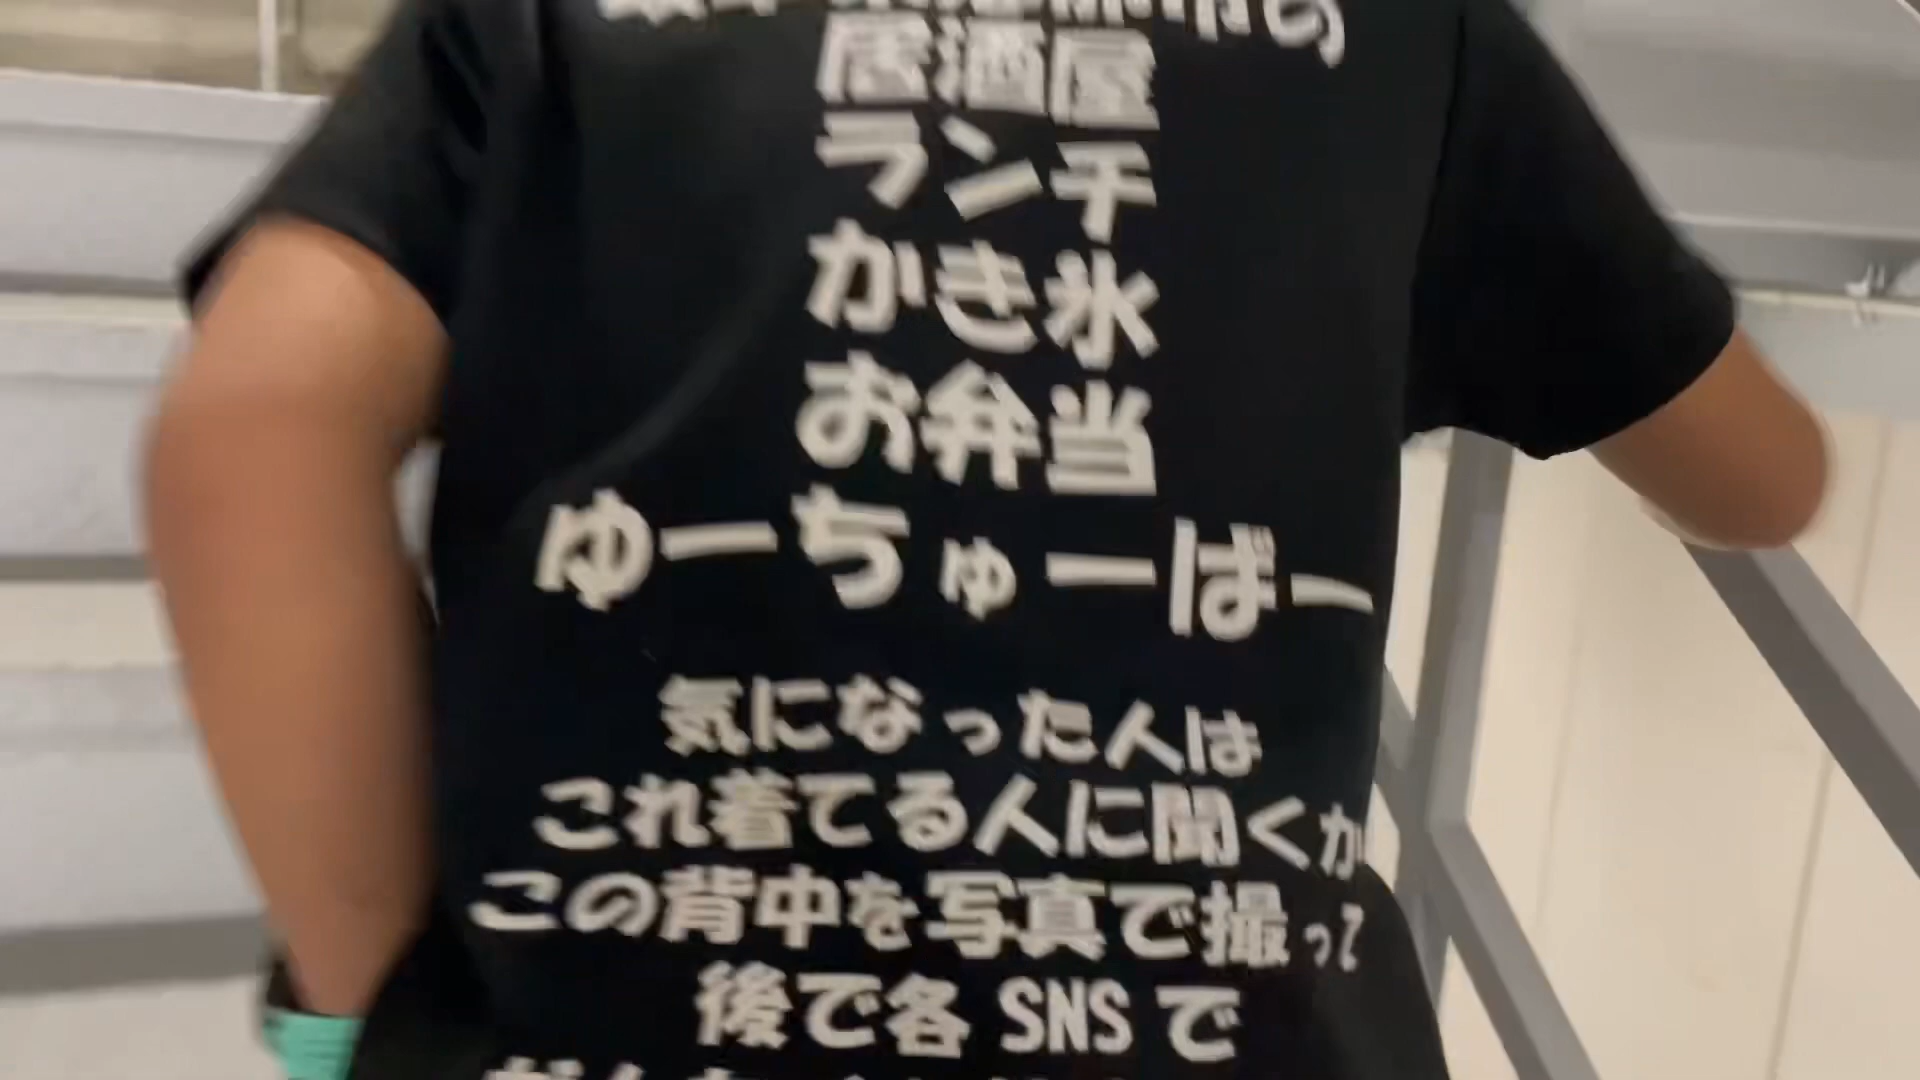 居酒屋
ランチ
かき氷
お弁当
ゆーちゅーばー
気になった人は
これ着てる人に聞くか
この背中を写真で撮って
後で各SNSで